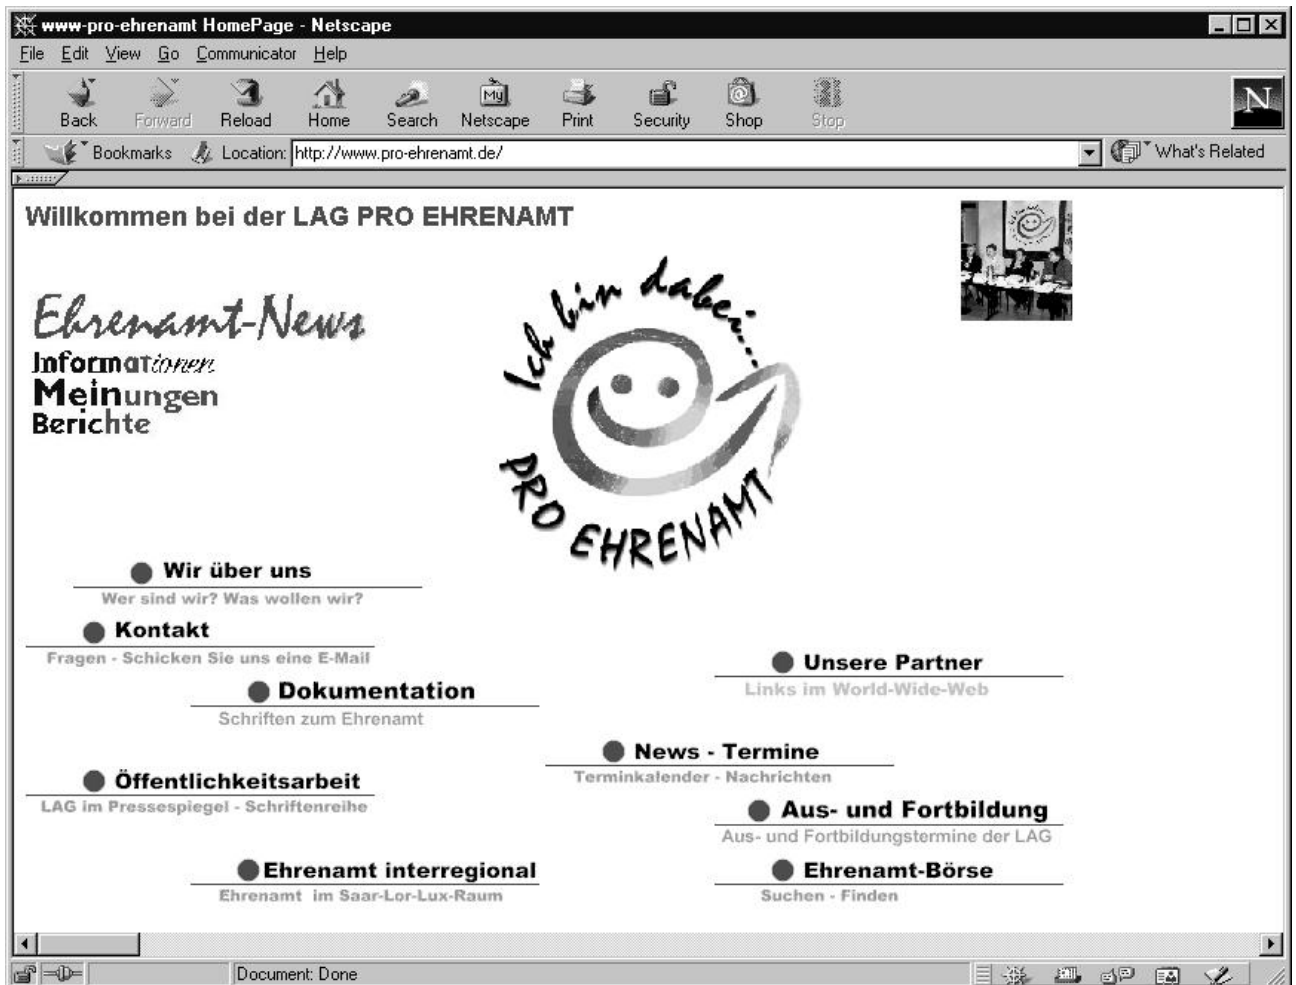 www-pro-ehrenamt HomePage - Netscape
File Edit View Go Communicator Help
My N
Back Forward Reload Home Search Netscape Print Security Shop Stop
Bookmarks Location: http://www.pro-ehrenamt.de/ What's Related
Willkommen bei der LAG PRO EHRENAMT
Ich bin dabei...
Ehrenamt-News
Informationen
Meinungen
Berichte
PRO EHRENAMT
Wir über uns
Wer sind wir? Was wollen wir?
Kontakt
Fragen - Schicken Sie uns eine E-Mail
Unsere Partner
Links im World-Wide-Web
Dokumentation
Schriften zum Ehrenamt
News - Termine
Terminkalender - Nachrichten
Öffentlichkeitsarbeit
LAG im Pressespiegel - Schriftenreihe
Aus- und Fortbildung
Aus- und Fortbildungstermine der LAG
Ehrenamt interregional
Ehrenamt im Saar-Lor-Lux-Raum
Ehrenamt-Börse
Suchen - Finden
Document: Done